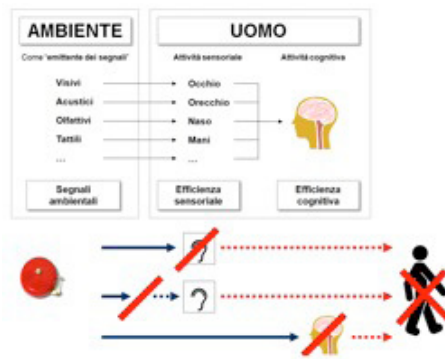 AMBIENTE
UOMO
Come 'emittente dei segnali'
Attività sensoriale
Attività cognitiva
Visivi
Occhio
Acustici
Orecchio
Olfattivi
Naso
Tattili
Mani
...
...
Segnali
ambientali
Efficienza
sensoriale
Efficienza
cognitiva